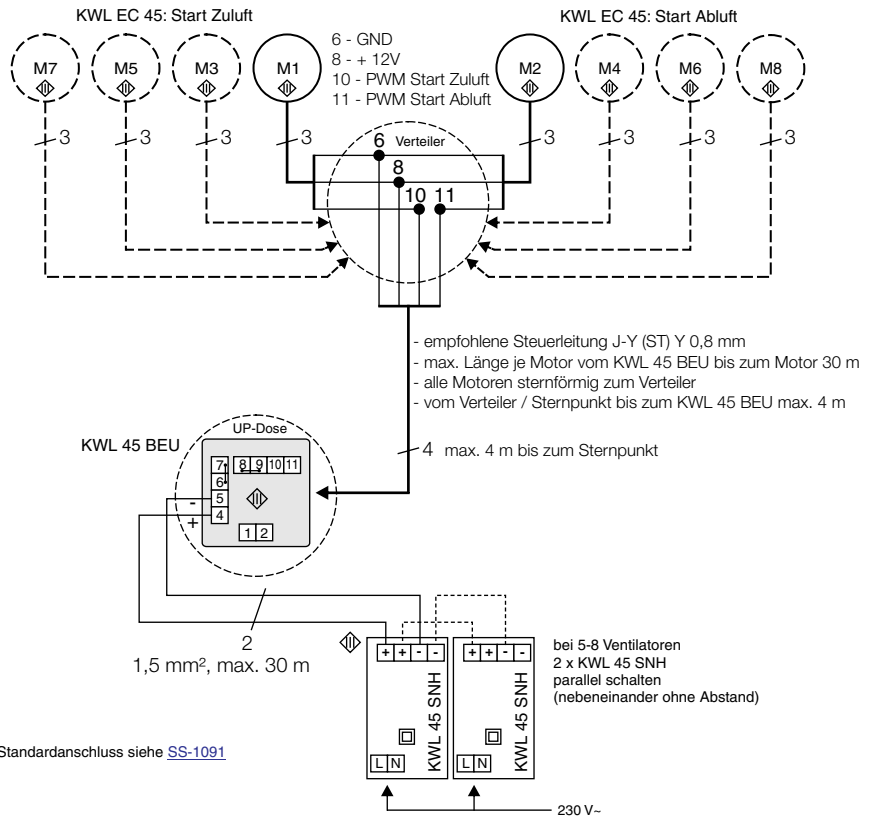 KWL EC 45: Start Zuluft
KWL EC 45: Start Abluft
M7
M5
M3
M1
6 - GND
8 - + 12V
10 - PWM Start Zuluft
11 - PWM Start Abluft
M2
M4
M6
M8
3
3
3
3
3
3
3
3
6
Verteiler
8
10
11
- empfohlene Steuerleitung J-Y (ST) Y 0,8 mm
- max. Länge je Motor vom KWL 45 BEU bis zum Motor 30 m
- alle Motoren sternförmig zum Verteiler
- vom Verteiler / Sternpunkt bis zum KWL 45 BEU max. 4 m
4 max. 4 m bis zum Sternpunkt
KWL 45 BEU
UP-Dose
7 8 9 10 11
6
- 5
+ 4
1 2
2
1,5 mm², max. 30 m
+ + - -
+ + - -
KWL 45 SNH
KWL 45 SNH
L N
L N
bei 5-8 Ventilatoren
2 x KWL 45 SNH
parallel schalten
(nebeneinander ohne Abstand)
Standardanschluss siehe SS-1091
230 V~